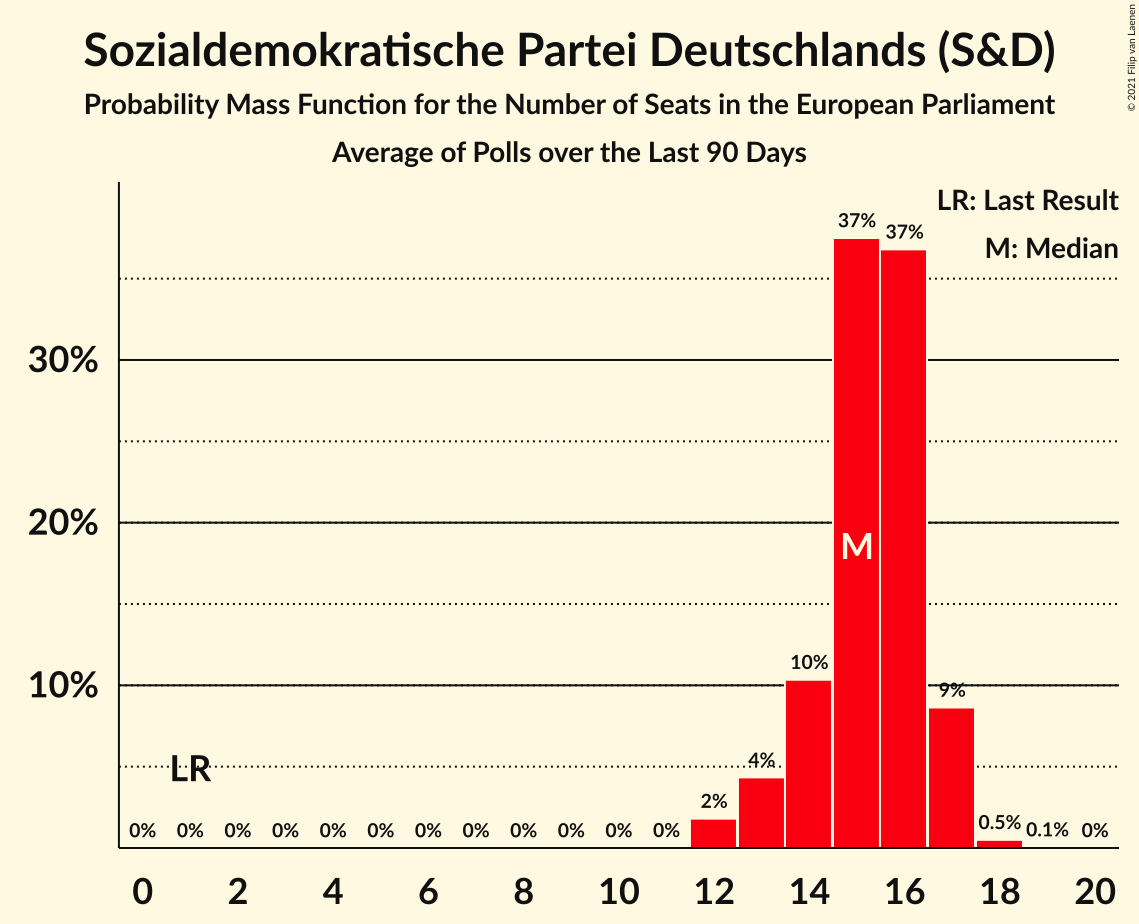 Sozialdemokratische Partei Deutschlands (S&D)
Probability Mass Function for the Number of Seats in the European Parliament
Average of Polls over the Last 90 Days
© 2021 Filip van Laenen
LR: Last Result
M: Median
37%
37%
30%
20%
M
10%
10%
9%
LR
4%
2%
0.5%
0% 0% 0% 0% 0% 0% 0% 0% 0% 0% 0% 0% 0.1% 0%
0 2 4 6 8 10 12 14 16 18 20